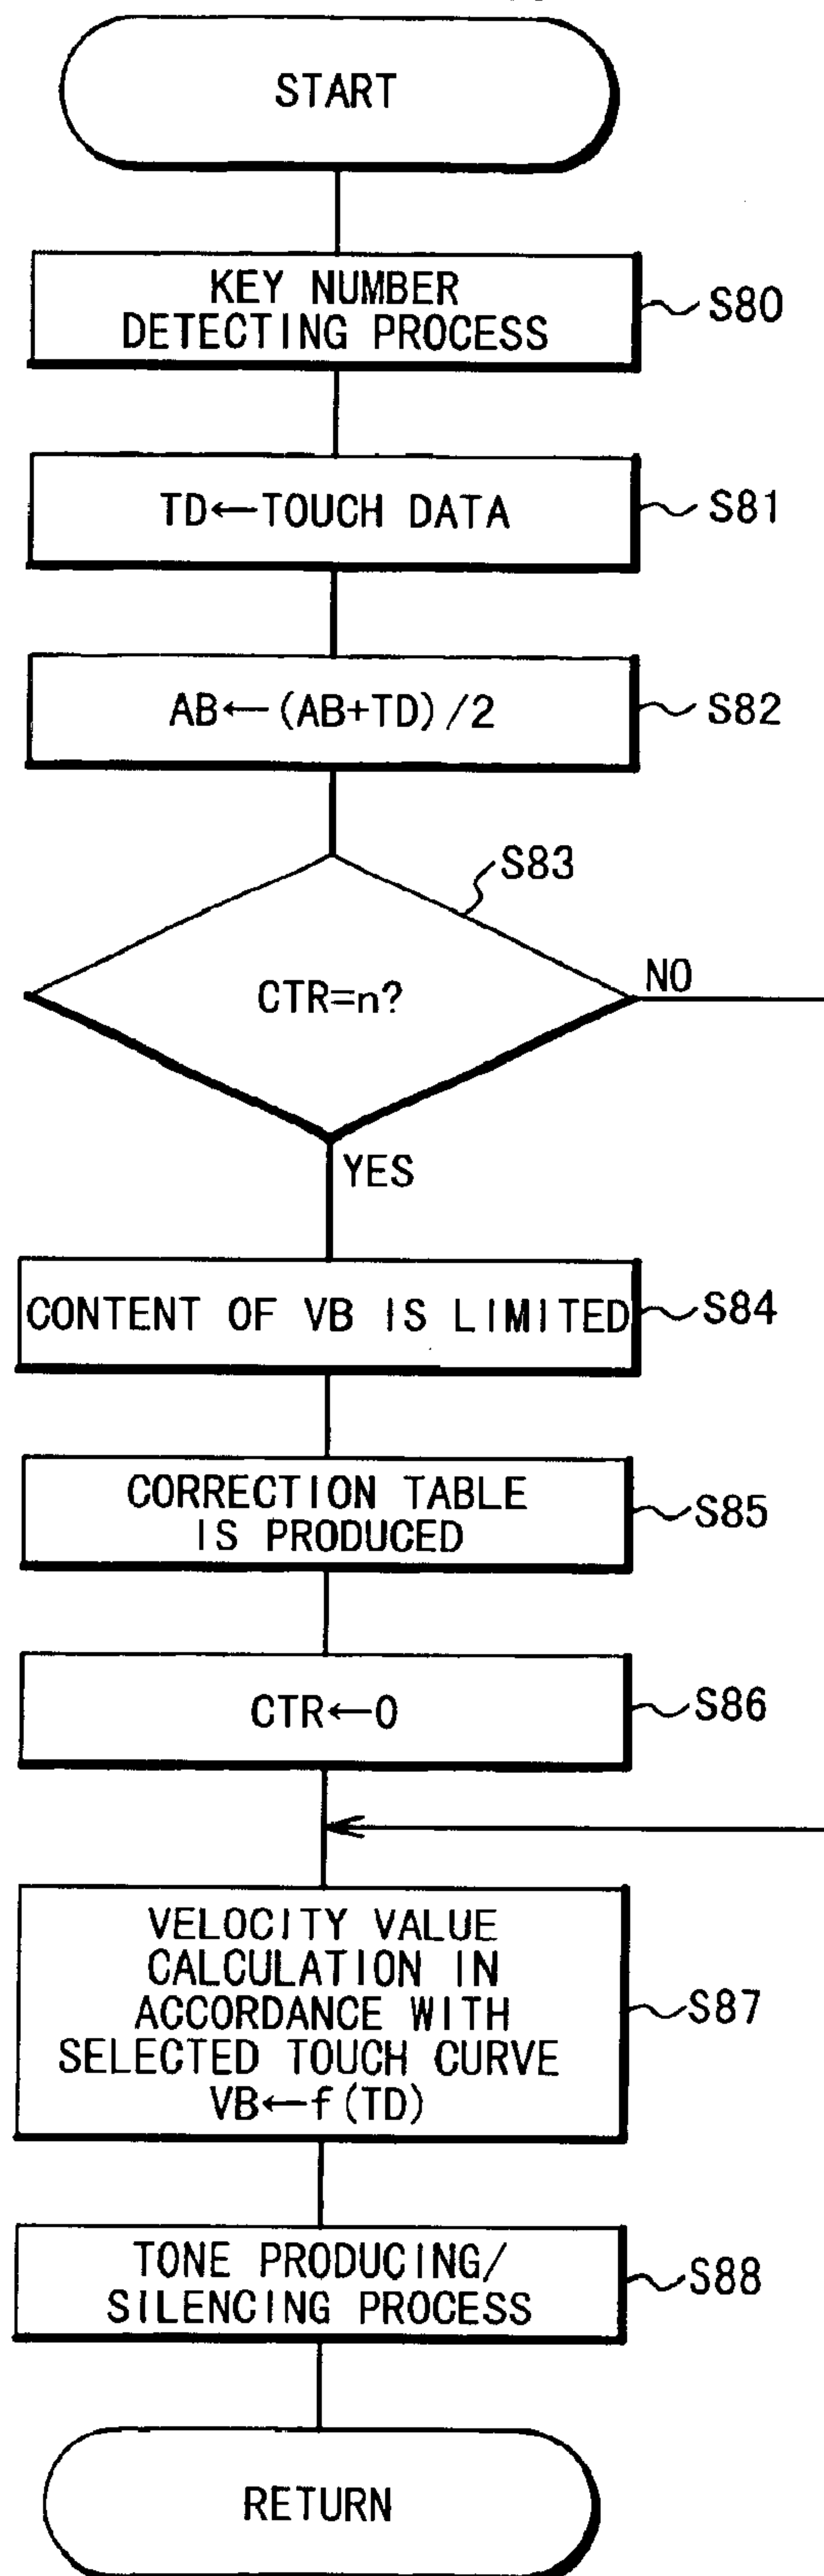 START
KEY NUMBER
DETECTING PROCESS
S80
TD←TOUCH DATA
S81
AB←(AB+TD)/2
S82
S83
CTR=n?
NO
YES
CONTENT OF VB IS LIMITED
S84
CORRECTION TABLE
IS PRODUCED
S85
CTR←0
S86
VELOCITY VALUE
CALCULATION IN
ACCORDANCE WITH
SELECTED TOUCH CURVE
VB←f(TD)
S87
TONE PRODUCING/
SILENCING PROCESS
S88
RETURN